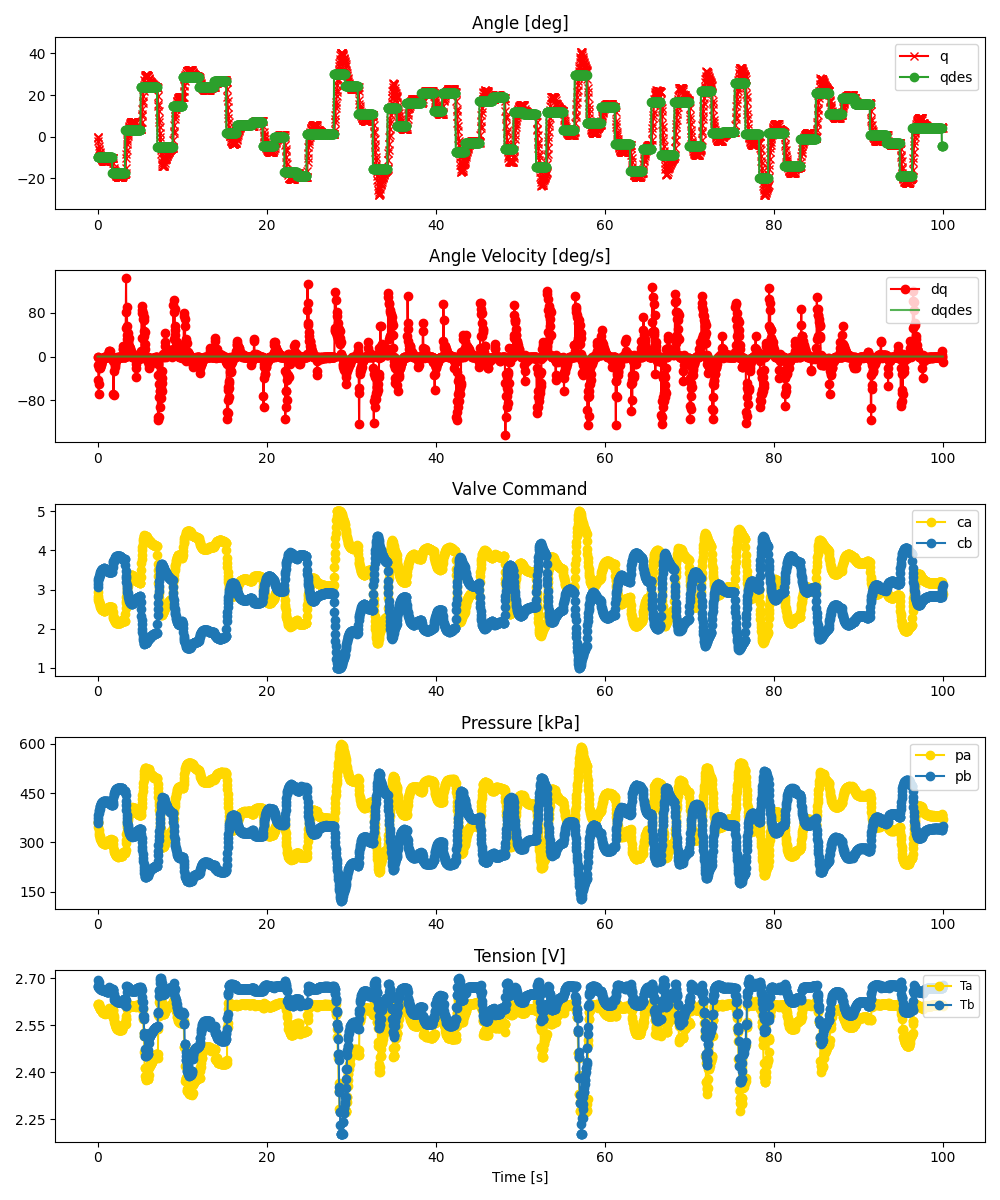 Angle [deg]
40
20
0
−20
q
qdes
0 20 40 60 80 100
Angle Velocity [deg/s]
80
0
−80
dq
dqdes
0 20 40 60 80 100
Valve Command
5
4
3
2
1
ca
cb
0 20 40 60 80 100
Pressure [kPa]
600
450
300
150
pa
pb
0 20 40 60 80 100
Tension [V]
2.70
2.55
2.40
2.25
Ta
Tb
0 20 40 60 80 100
Time [s]